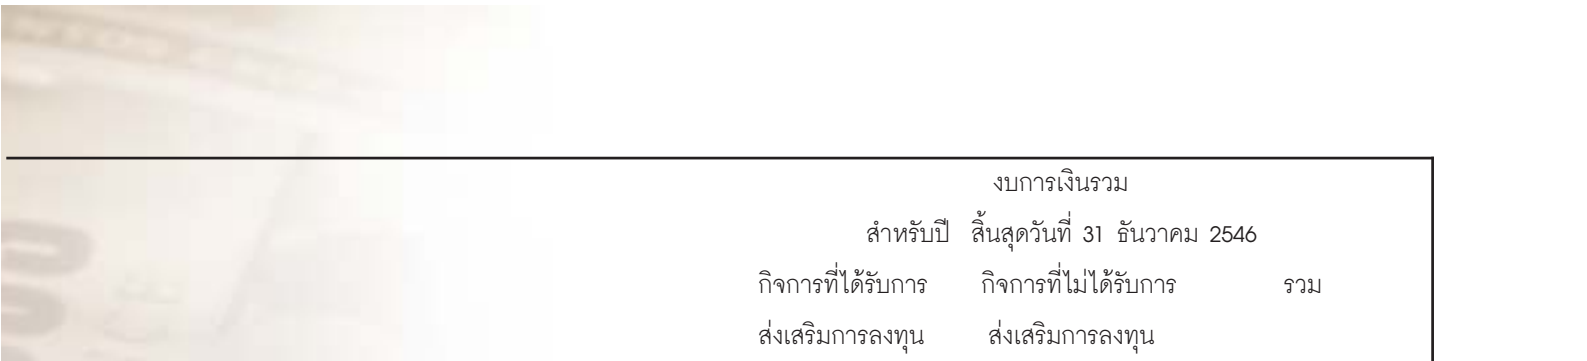 งบการเงินรวม
สำหรับปี สิ้นสุดวันที่ 31 ธันวาคม 2546
กิจการที่ได้รับการ กิจการที่ไม่ได้รับการ รวม
ส่งเสริมการลงทุน ส่งเสริมการลงทุน